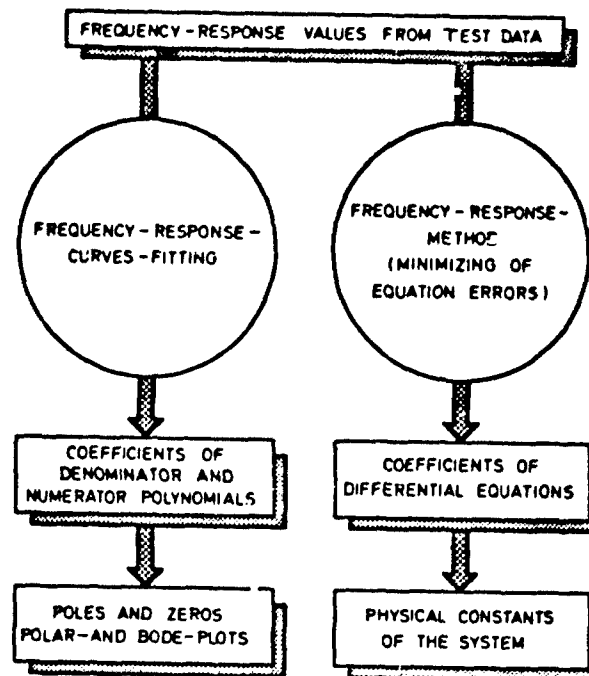 FREQUENCY-RESPONSE VALUES FROM TEST DATA
FREQUENCY-RESPONSE-
CURVES-FITTING
FREQUENCY-RESPONSE-
METHOD
(MINIMIZING OF
EQUATION ERRORS)
COEFFICIENTS OF
DENOMINATOR AND
NUMERATOR POLYNOMIALS
COEFFICIENTS OF
DIFFERENTIAL EQUATIONS
POLES AND ZEROS
POLAR-AND BODE-PLOTS
PHYSICAL CONSTANTS
OF THE SYSTEM